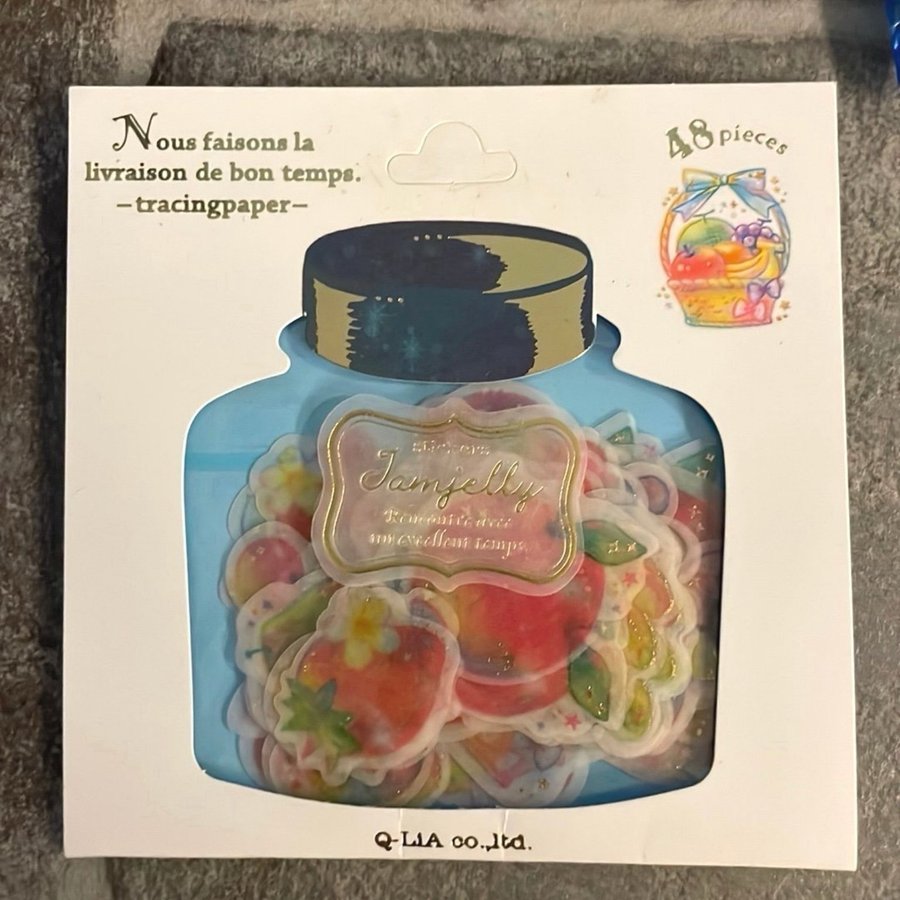 Nous faisons la
livraison de bon temps.
–tracingpaper–
48 pieces
stickers
Jamjelly
Rencontre avec
un excellent temps
Q-LiA co.,ltd.